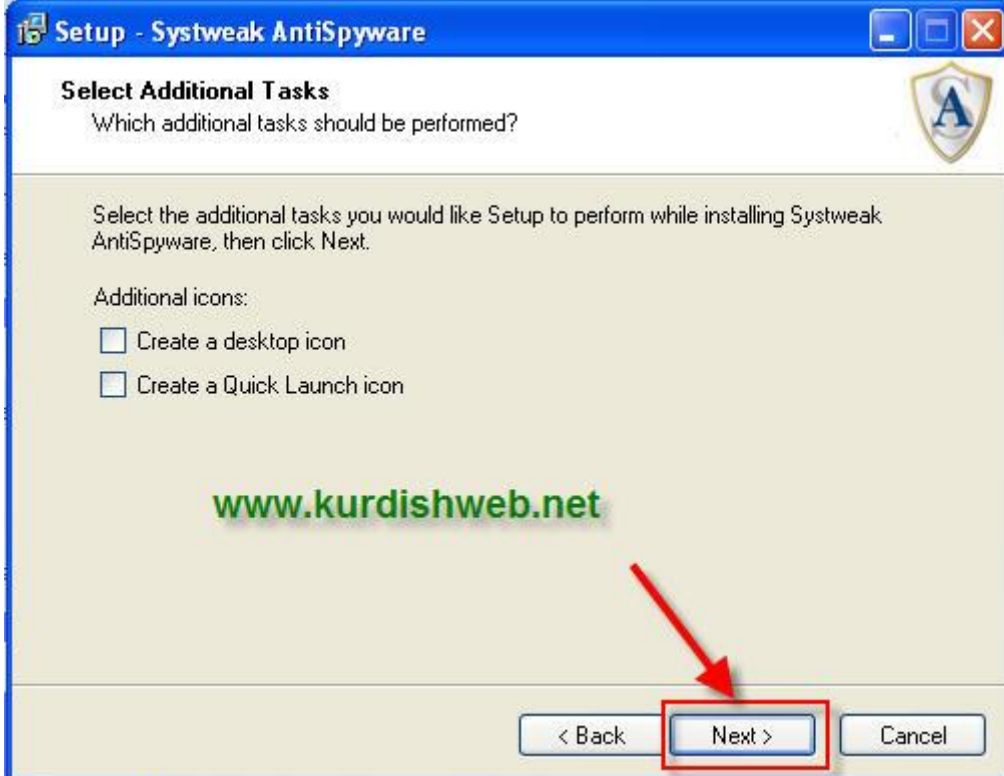 Setup - Systweak AntiSpyware
Select Additional Tasks
Which additional tasks should be performed?
Select the additional tasks you would like Setup to perform while installing Systweak
AntiSpyware, then click Next.
Additional icons:
Create a desktop icon
Create a Quick Launch icon
www.kurdishweb.net
< Back
Next >
Cancel